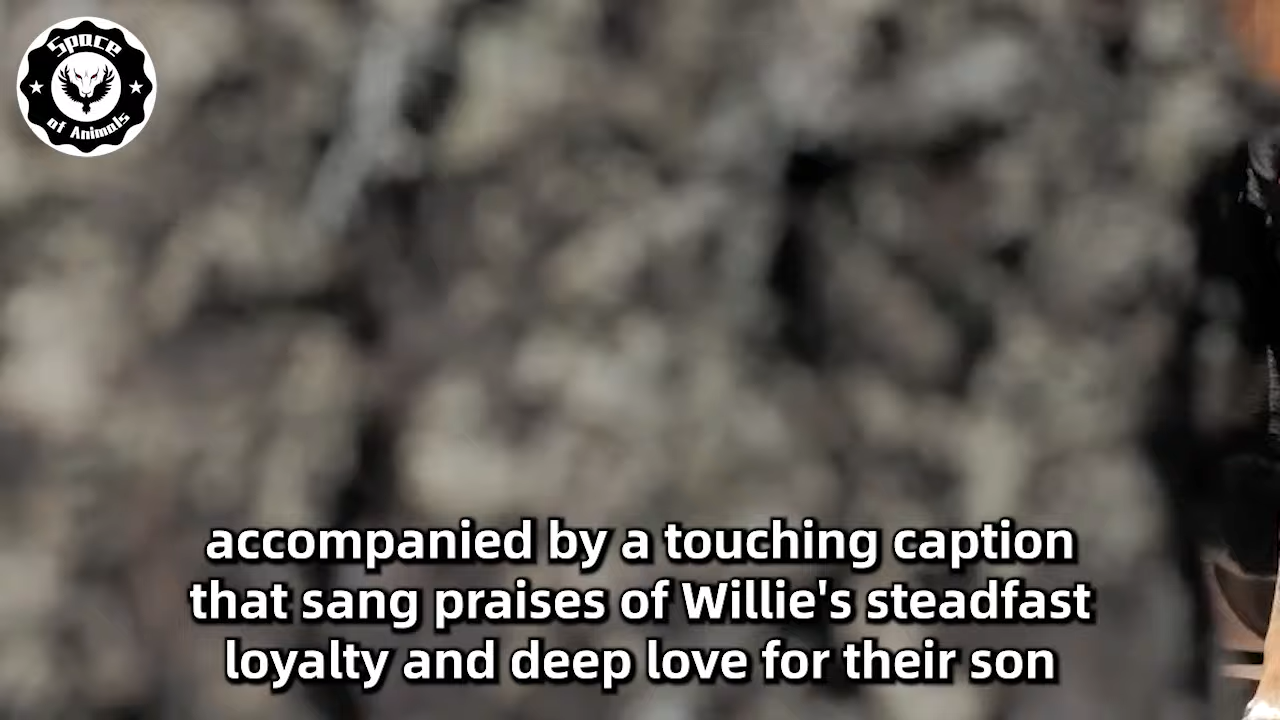 Space
of Animals
accompanied by a touching caption
that sang praises of Willie's steadfast
loyalty and deep love for their son